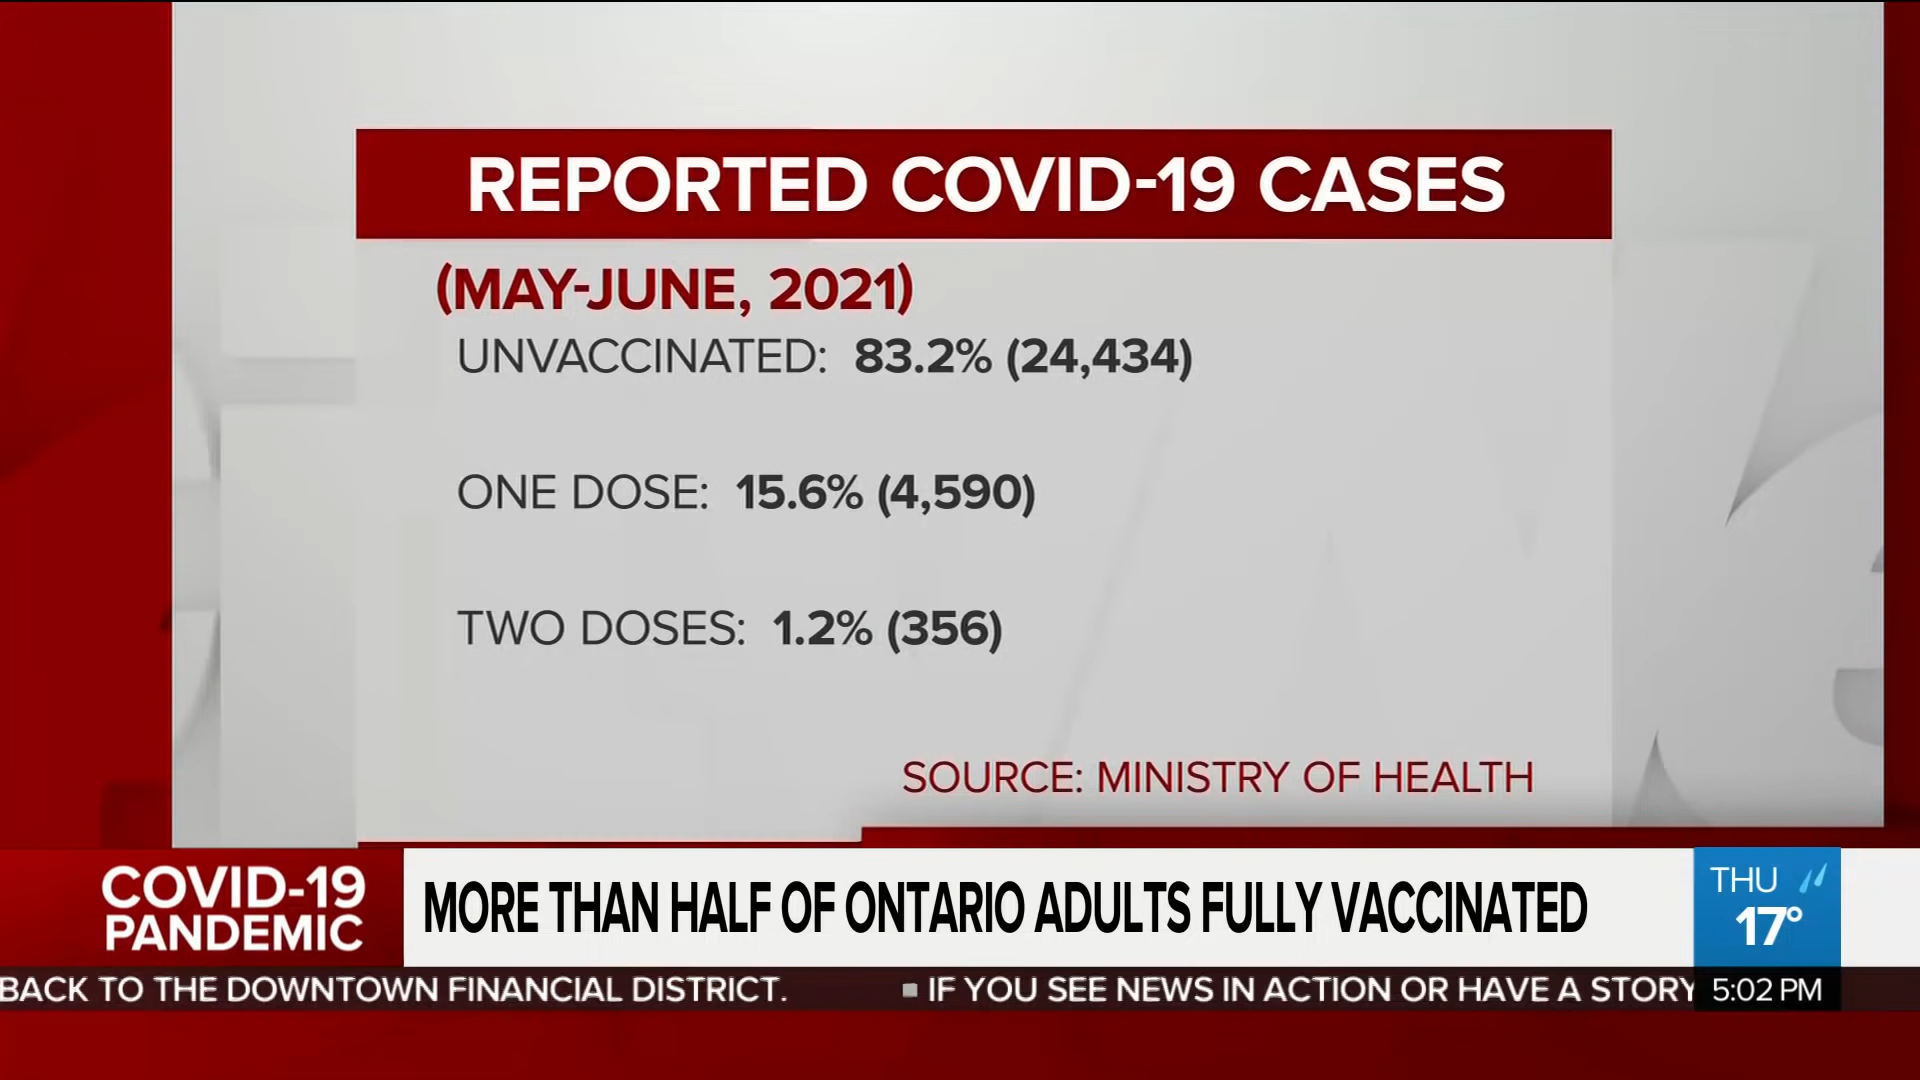 REPORTED COVID-19 CASES
(MAY-JUNE, 2021)
UNVACCINATED: 83.2% (24,434)
ONE DOSE: 15.6% (4,590)
TWO DOSES: 1.2% (356)
SOURCE: MINISTRY OF HEALTH
COVID-19
PANDEMIC
MORE THAN HALF OF ONTARIO ADULTS FULLY VACCINATED
THU
17°
BACK TO THE DOWNTOWN FINANCIAL DISTRICT. ■ IF YOU SEE NEWS IN ACTION OR HAVE A STORY
5:02 PM